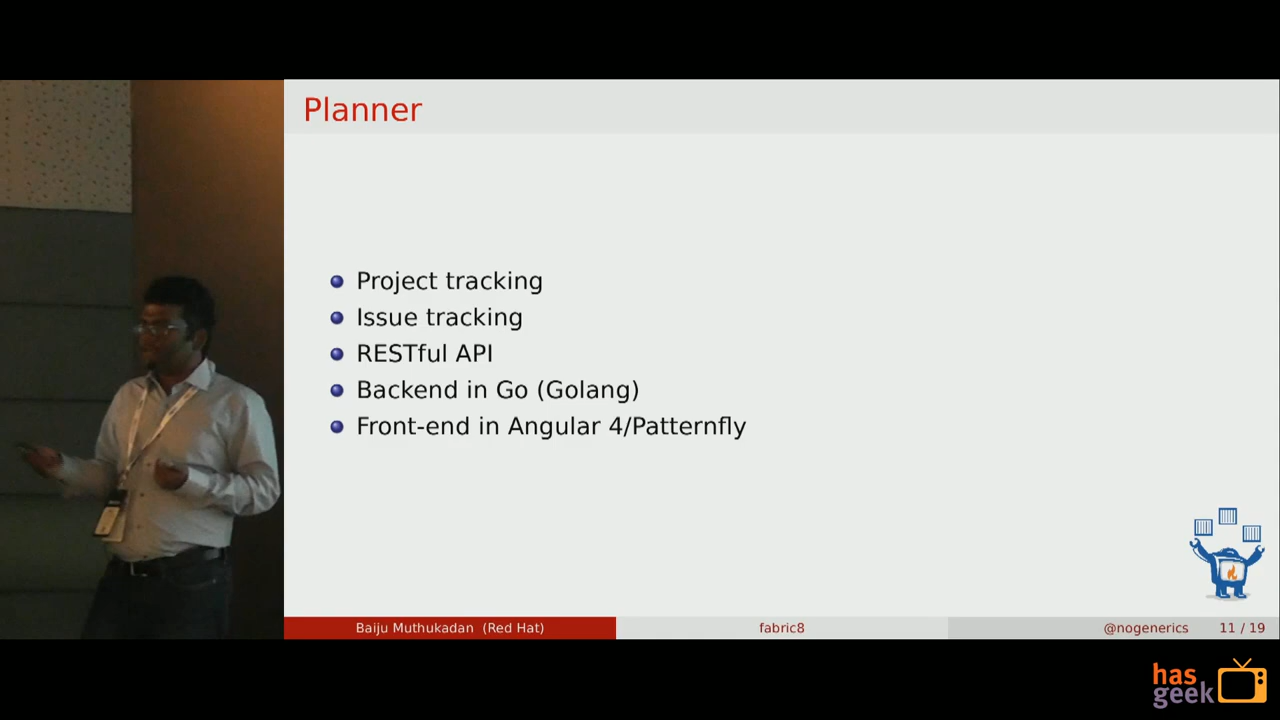 Planner
Project tracking
Issue tracking
RESTful API
Backend in Go (Golang)
Front-end in Angular 4/Patternfly
Baiju Muthukadan (Red Hat) fabric8 @nogenerics 11 / 19
has
geek